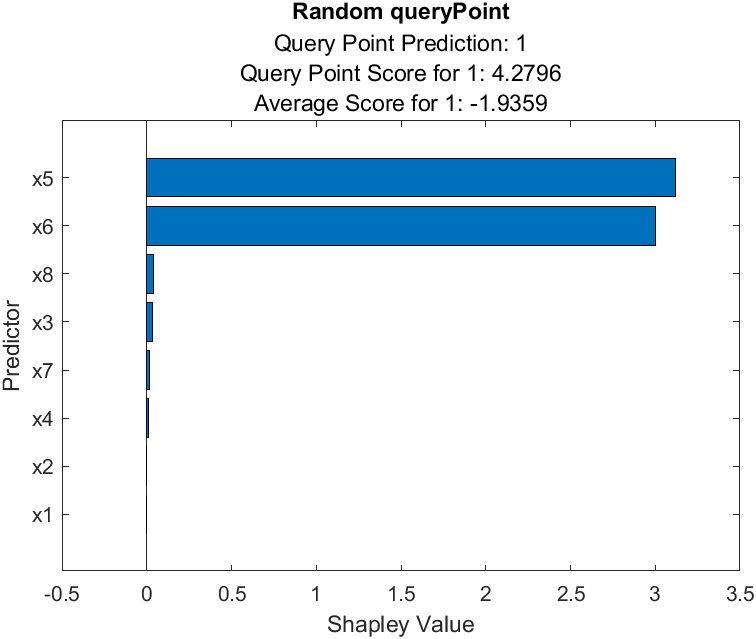 Random queryPoint
Query Point Prediction: 1
Query Point Score for 1: 4.2796
Average Score for 1: -1.9359
x5
x6
x8
x3
x7
x4
x2
x1
Predictor
-0.5 0 0.5 1 1.5 2 2.5 3 3.5
Shapley Value